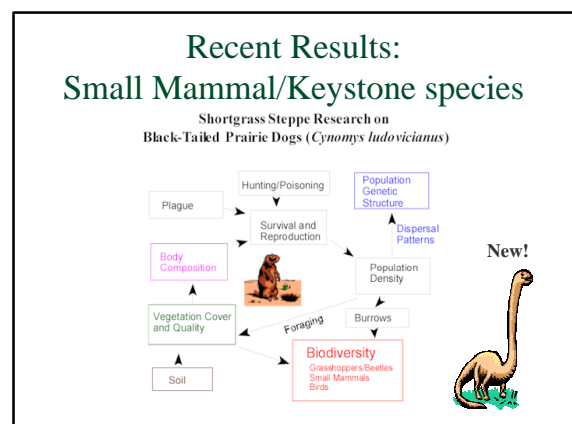 Recent Results:
Small Mammal/Keystone species
Shortgrass Steppe Research on
Black-Tailed Prairie Dogs (Cynomys ludovicianus)
Hunting/Poisoning
Population
Genetic
Structure
Plague
Survival and
Reproduction
Dispersal
Patterns
New!
Body
Composition
Population
Density
Vegetation Cover
and Quality
Foraging
Burrows
Biodiversity
Grasshoppers/Beetles
Small Mammals
Birds
Soil